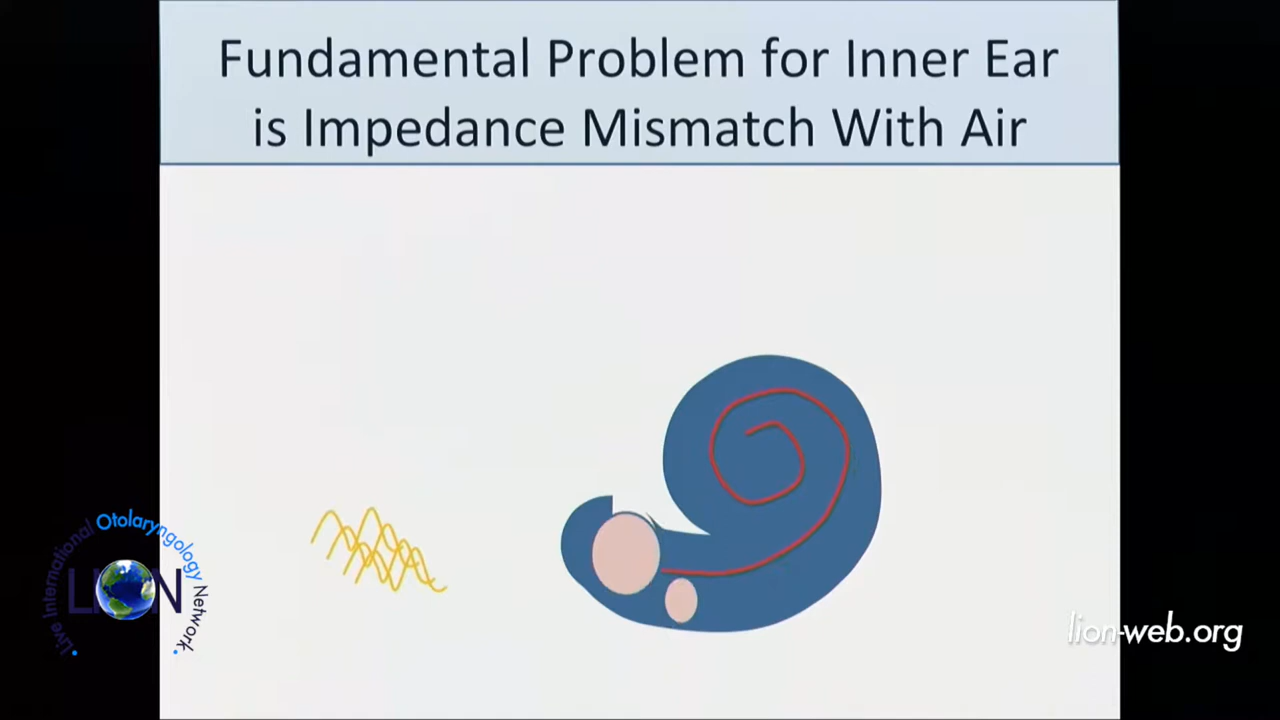 Fundamental Problem for Inner Ear
is Impedance Mismatch With Air
Live International Otolaryngology Network
LION
lion-web.org